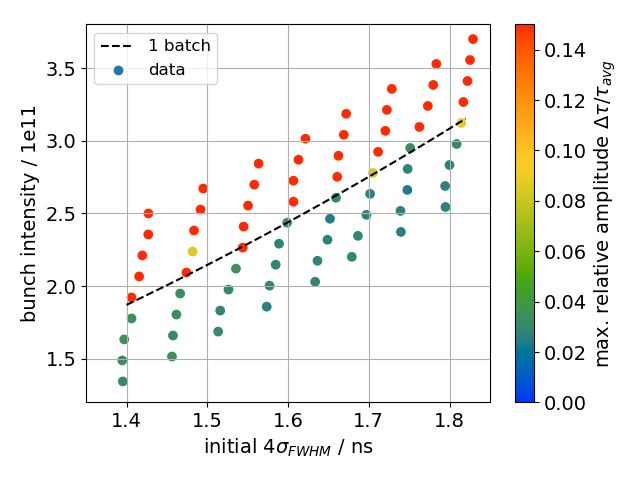 1 batch
data
3.5
3.0
2.5
2.0
1.5
bunch intensity / 1e11
1.4 1.5 1.6 1.7 1.8
initial 4σ_FWHM / ns
0.14
0.12
0.10
0.08
0.06
0.04
0.02
0.00
max. relative amplitude Δτ/τ_avg